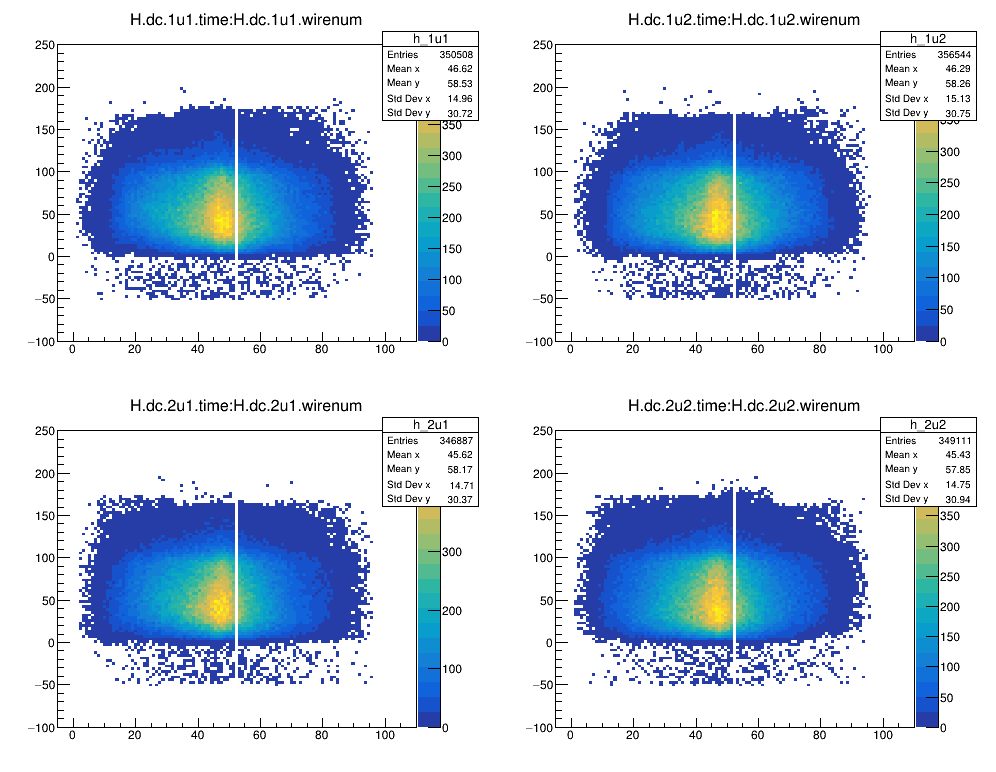 H.dc.1u1.time:H.dc.1u1.wirenum
h_1u1
Entries 350508
Mean x 46.62
Mean y 58.53
Std Dev x 14.96
Std Dev y 30.72
250
200
150
100
50
0
−50
−100
0 20 40 60 80 100
350
300
250
200
150
100
50
0
H.dc.1u2.time:H.dc.1u2.wirenum
h_1u2
Entries 356544
Mean x 46.29
Mean y 58.26
Std Dev x 15.13
Std Dev y 30.75
250
200
150
100
50
0
−50
−100
0 20 40 60 80 100
350
300
250
200
150
100
50
0
H.dc.2u1.time:H.dc.2u1.wirenum
h_2u1
Entries 346887
Mean x 45.62
Mean y 58.17
Std Dev x 14.71
Std Dev y 30.37
250
200
150
100
50
0
−50
−100
0 20 40 60 80 100
300
200
100
0
H.dc.2u2.time:H.dc.2u2.wirenum
h_2u2
Entries 349111
Mean x 45.43
Mean y 57.85
Std Dev x 14.75
Std Dev y 30.94
250
200
150
100
50
0
−50
−100
0 20 40 60 80 100
350
300
250
200
150
100
50
0